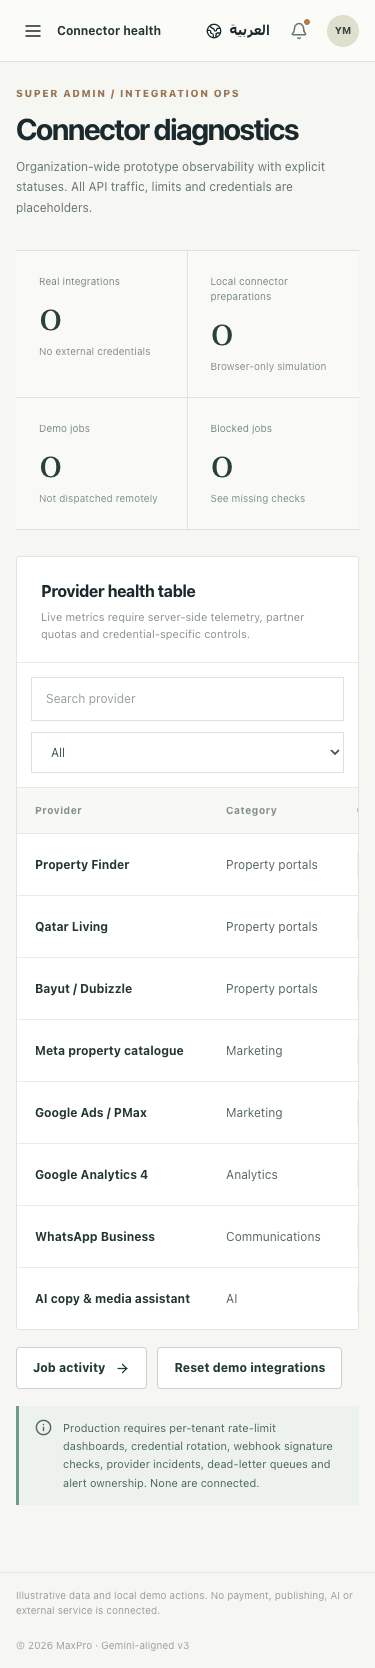 Connector health
العربية
YM
SUPER ADMIN / INTEGRATION OPS
Connector diagnostics
Organization-wide prototype observability with explicit
statuses. All API traffic, limits and credentials are
placeholders.
Real integrations
0
No external credentials
Local connector
preparations
0
Browser-only simulation
Demo jobs
0
Not dispatched remotely
Blocked jobs
0
See missing checks
Provider health table
Live metrics require server-side telemetry, partner
quotas and credential-specific controls.
Search provider
All
Provider Category
Property Finder Property portals
Qatar Living Property portals
Bayut / Dubizzle Property portals
Meta property catalogue Marketing
Google Ads / PMax Marketing
Google Analytics 4 Analytics
WhatsApp Business Communications
AI copy & media assistant AI
Job activity → Reset demo integrations
Production requires per-tenant rate-limit
dashboards, credential rotation, webhook signature
checks, provider incidents, dead-letter queues and
alert ownership. None are connected.
Illustrative data and local demo actions. No payment, publishing, AI or
external service is connected.
© 2026 MaxPro · Gemini-aligned v3